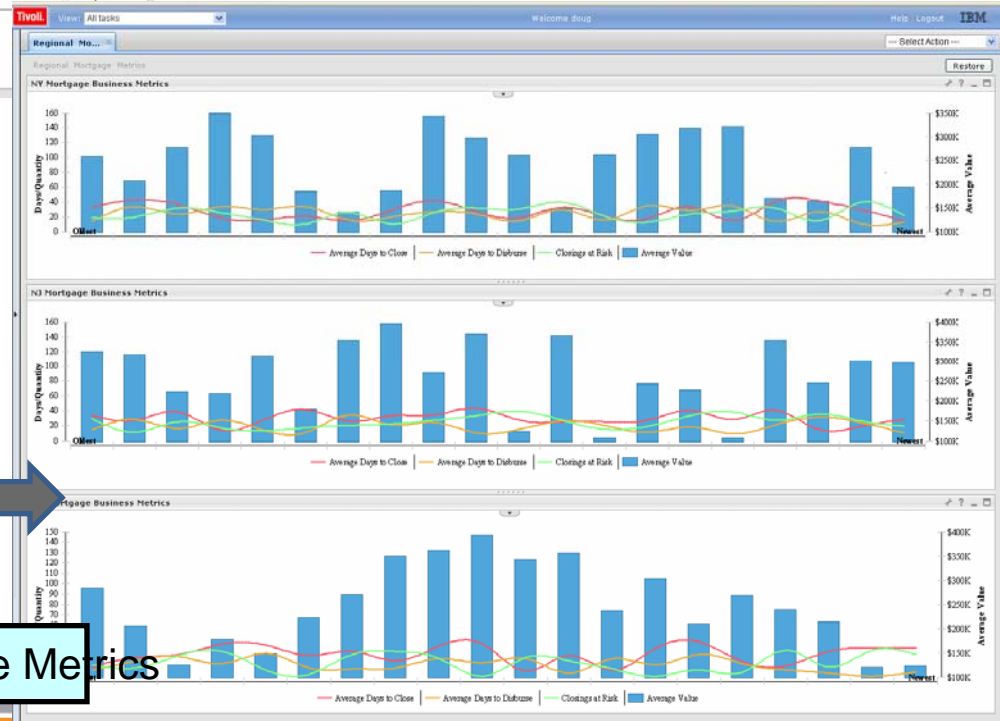 Tivoli. View: All tasks Welcome doug Help Logout IBM
Regional Mo... --- Select Action ---
Regional Mortgage Metrics Restore
NY Mortgage Business Metrics
160 $350K
140
120 $300K
100 $250K
80
60 $200K
40 $150K
20
0 $100K
Days/Quantity
Average Value
Oldest Newest
Average Days to Close Average Days to Disburse Closings at Risk Average Value
NJ Mortgage Business Metrics
160 $400K
140 $350K
120 $300K
100
80 $250K
60 $200K
40 $150K
20
0 $100K
Days/Quantity
Average Value
Oldest Newest
Average Days to Close Average Days to Disburse Closings at Risk Average Value
rtgage Business Metrics
150 $400K
130 $350K
120
110
100 $300K
90
80 $250K
70
$200K
$150K
$100K
Quantity
Average Value
Newest
e Metrics
Average Days to Close Average Days to Disburse Closings at Risk Average Value